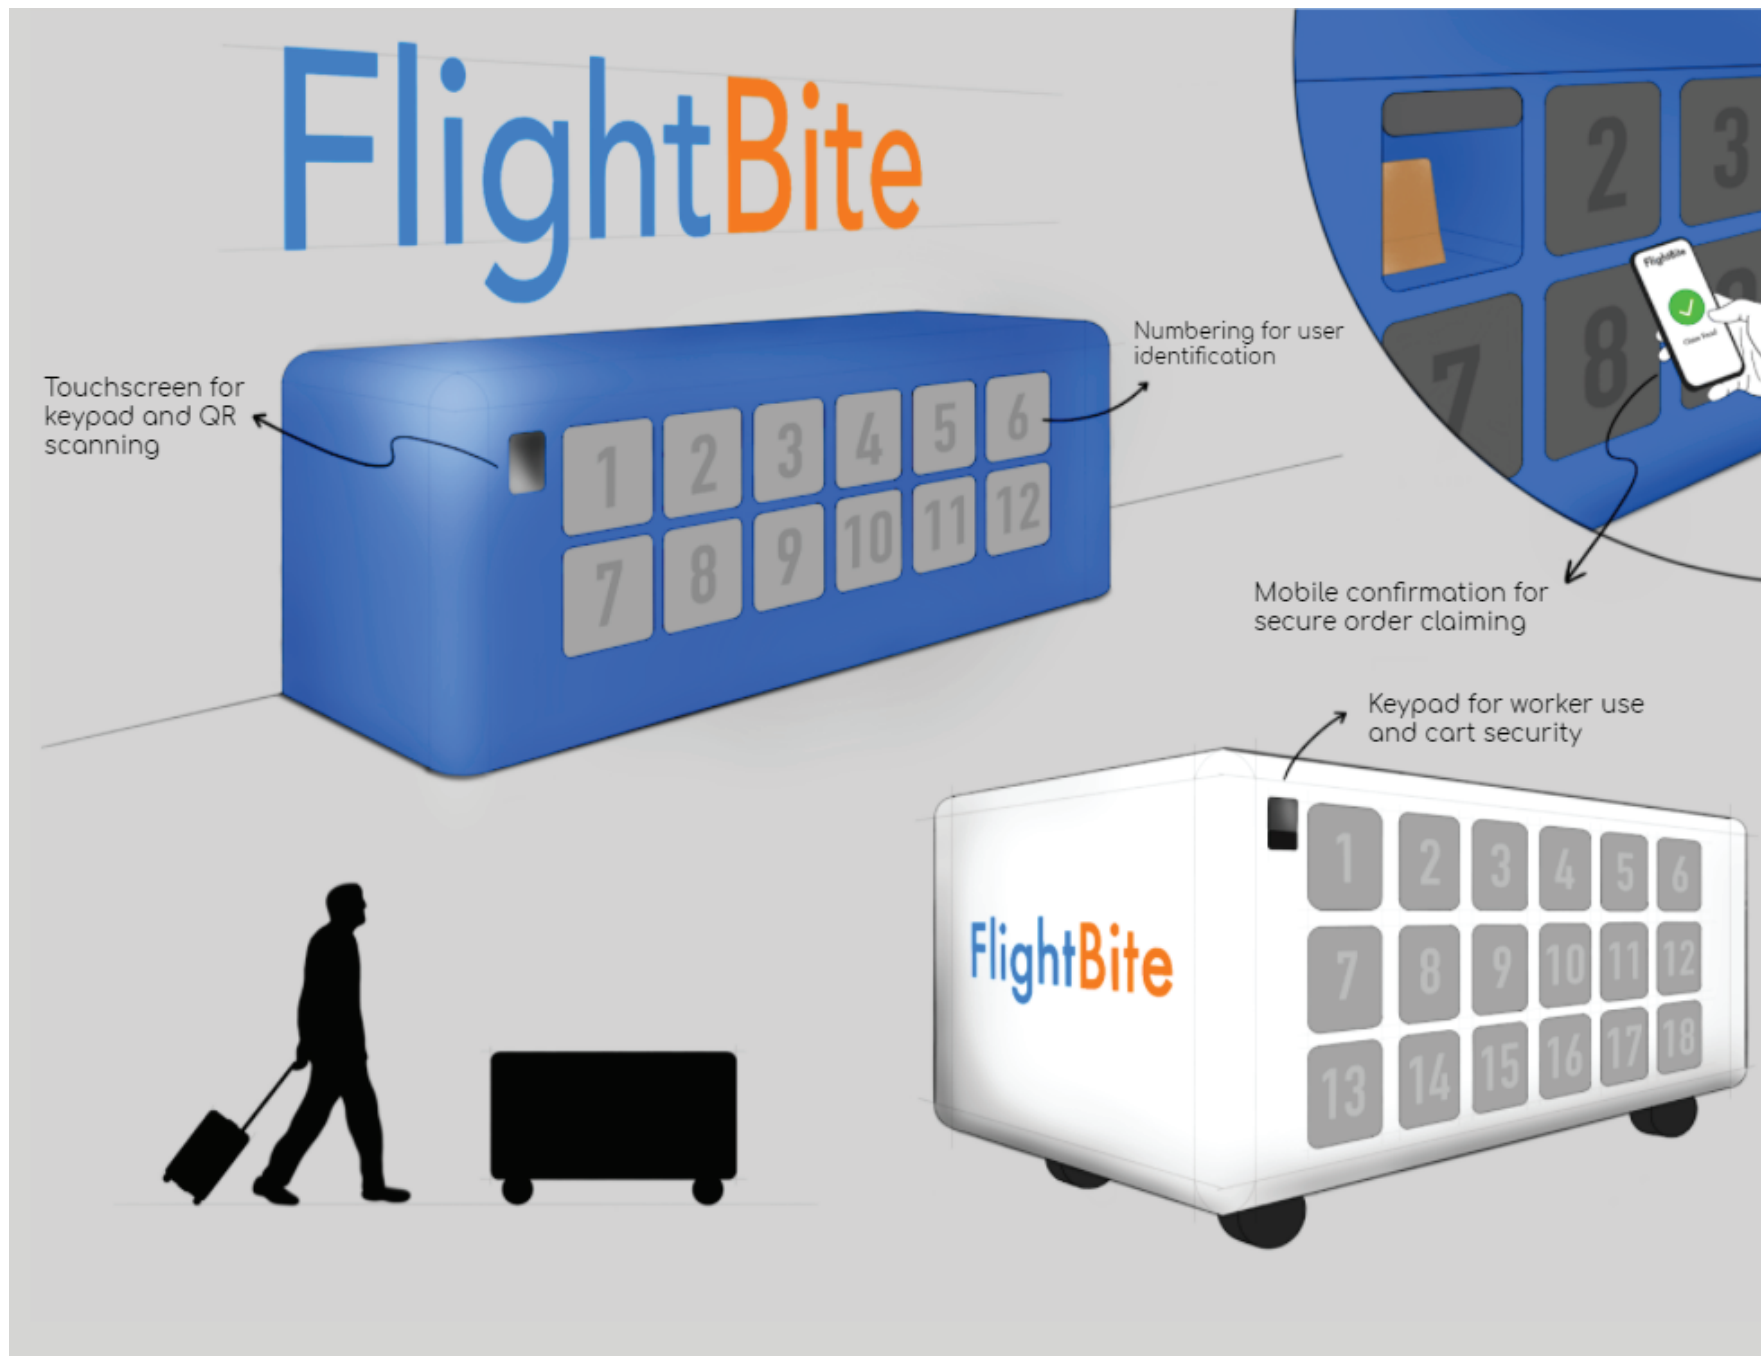 FlightBite
Touchscreen for
keypad and QR
scanning
Numbering for user
identification
1 2 3 4 5 6
7 8 9 10 11 12
2 3
7 8
FlightBite
Claim Food
Mobile confirmation for
secure order claiming
Keypad for worker use
and cart security
FlightBite
1 2 3 4 5 6
7 8 9 10 11 12
13 14 15 16 17 18